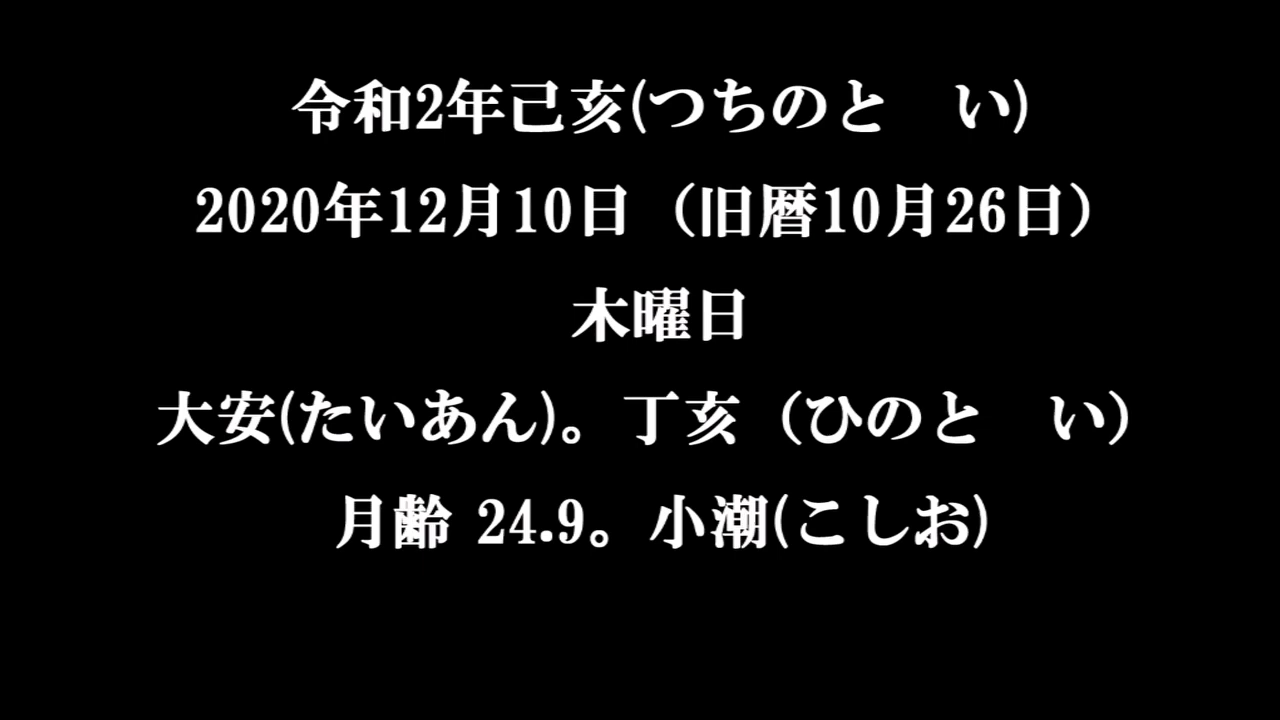 令和2年己亥(つちのと　い)
2020年12月10日（旧暦10月26日）
木曜日
大安(たいあん)。丁亥（ひのと　い）
月齢 24.9。小潮(こしお)